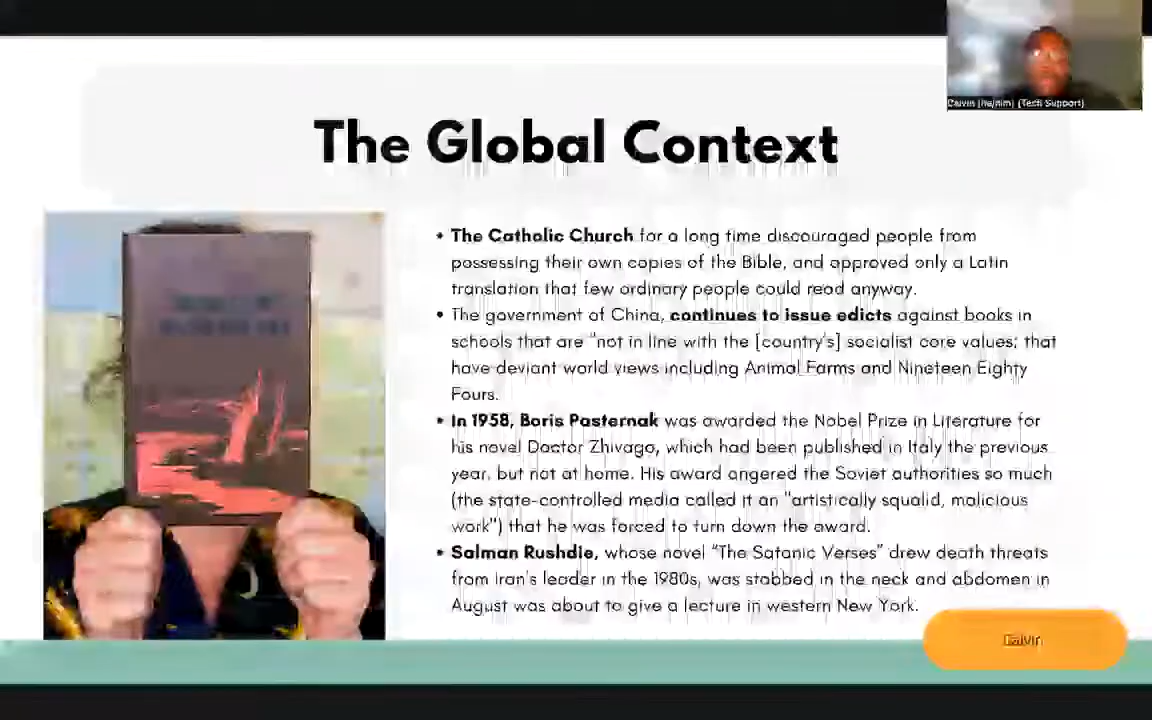 Calvin (he/him) (Tech Support)
The Global Context
• The Catholic Church for a long time discouraged people from
possessing their own copies of the Bible, and approved only a Latin
translation that few ordinary people could read anyway.
• The government of China, continues to issue edicts against books in
schools that are "not in line with the [country's] socialist core values; that
have deviant world views including Animal Farms and Nineteen Eighty
Fours.
• In 1958, Boris Pasternak was awarded the Nobel Prize in Literature for
his novel Doctor Zhivago, which had been published in Italy the previous
year, but not at home. His award angered the Soviet authorities so much
(the state-controlled media called it an "artistically squalid, malicious
work") that he was forced to turn down the award.
• Salman Rushdie, whose novel "The Satanic Verses" drew death threats
from Iran's leader in the 1980s, was stabbed in the neck and abdomen in
August was about to give a lecture in western New York.
Calvin